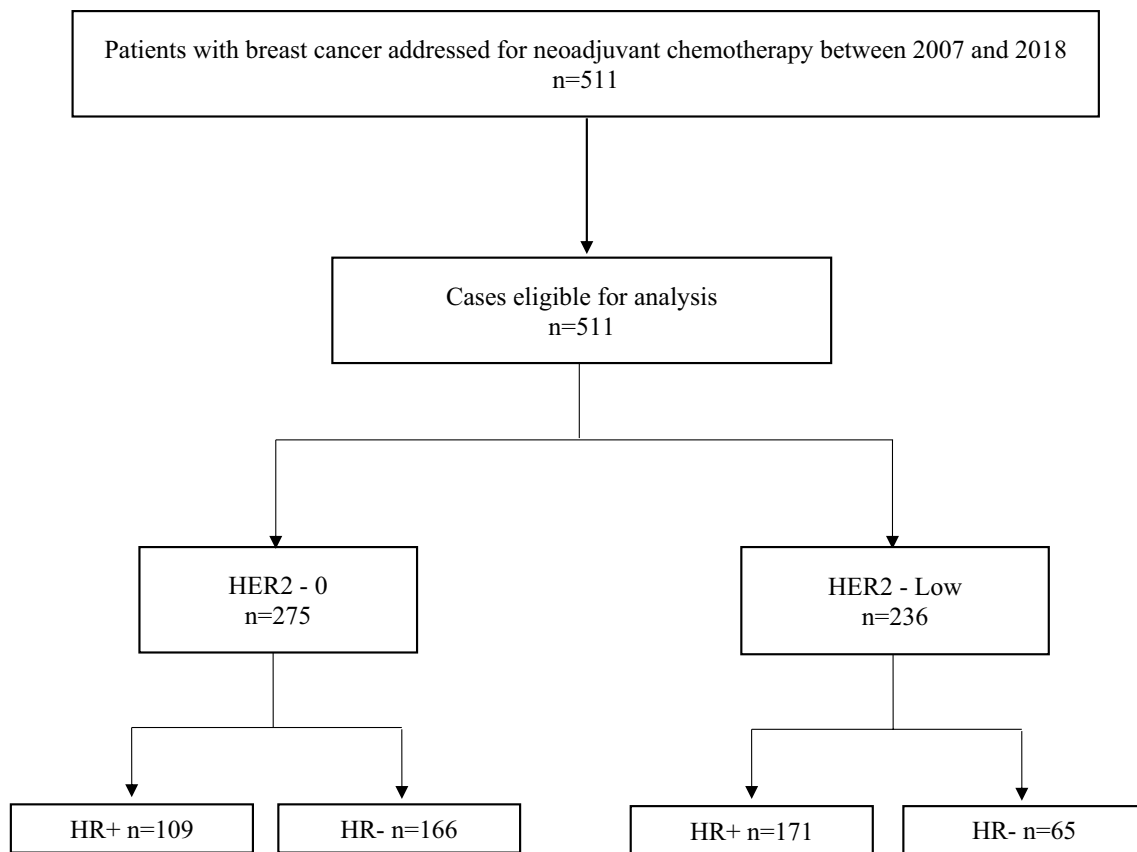 Patients with breast cancer addressed for neoadjuvant chemotherapy between 2007 and 2018
n=511
Cases eligible for analysis
n=511
HER2 - 0
n=275
HER2 - Low
n=236
HR+ n=109
HR- n=166
HR+ n=171
HR- n=65